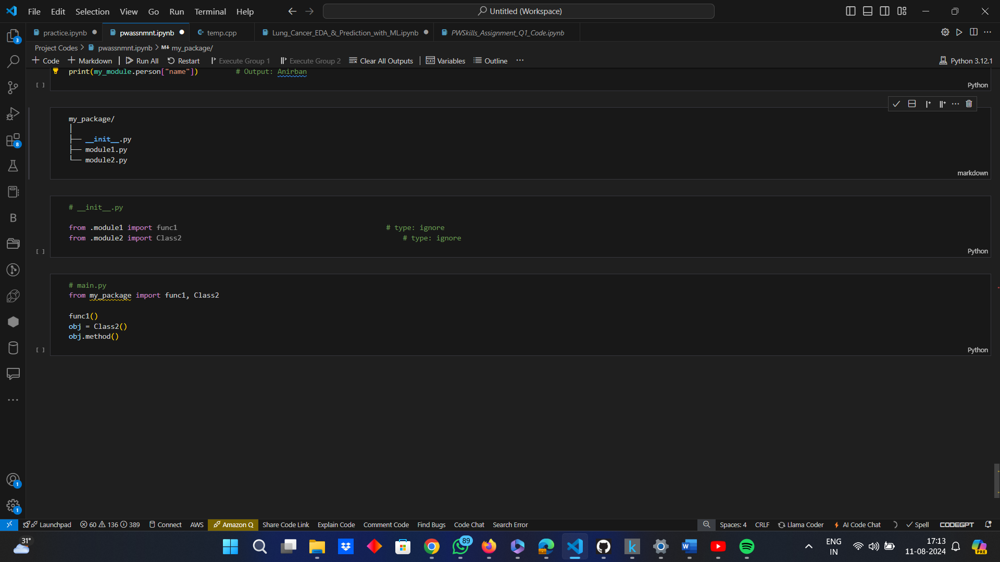 File Edit Selection View Go Run Terminal Help Untitled (Workspace)
practice.ipynb pwassnmnt.ipynb temp.cpp Lung_Cancer_EDA_&_Prediction_with_ML.ipynb PWSkills_Assignment_Q1_Code.ipynb
Project Codes > pwassnmnt.ipynb > my_package/
+ Code + Markdown Run All Restart Execute Group 1 Execute Group 2 Clear All Outputs Variables Outline ... Python 3.12.1
print(my_module.person["name"]) # Output: Anirban
[ ] Python
my_package/
│
├── __init__.py
├── module1.py
└── module2.py
markdown
# __init__.py
from .module1 import func1 # type: ignore
from .module2 import Class2 # type: ignore
[ ] Python
# main.py
from my_package import func1, Class2
func1()
obj = Class2()
obj.method()
[ ] Python
3
8
B
1
1
Launchpad 60 136 389 Connect AWS Amazon Q Share Code Link Explain Code Comment Code Find Bugs Code Chat Search Error Spaces: 4 CRLF Llama Coder AI Code Chat Spell CODEGPT
31° 89 k W ENG 17:13
IN 11-08-2024 PRE